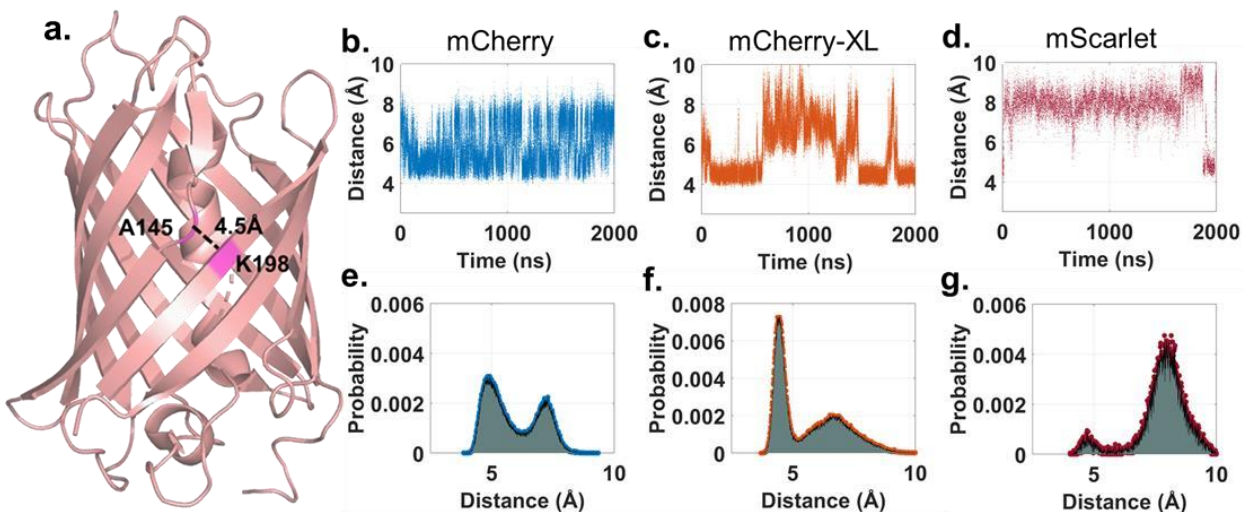 a.
A145
4.5Å
K198
b.
mCherry
Distance (Å)
10
8
6
4
0
1000
2000
Time (ns)
c.
mCherry-XL
Distance (Å)
10
8
6
4
0
1000
2000
Time (ns)
d.
mScarlet
Distance (Å)
10
8
6
4
0
1000
2000
Time (ns)
e.
Probability
0.006
0.004
0.002
0
5
10
Distance (Å)
f.
Probability
0.008
0.006
0.004
0.002
0
5
10
Distance (Å)
g.
Probability
0.006
0.004
0.002
0
5
10
Distance (Å)